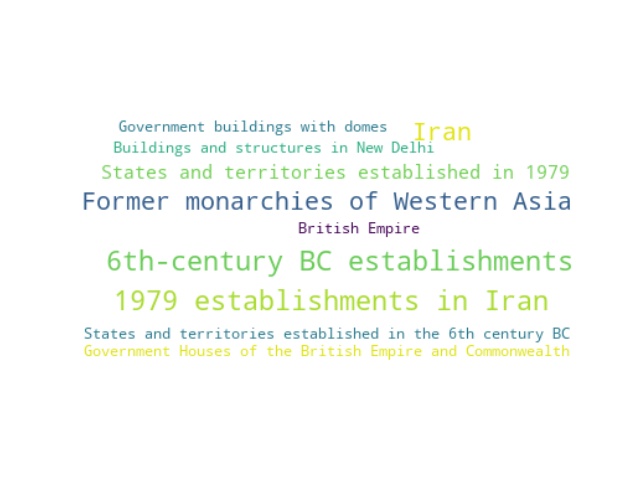 Government buildings with domes
Iran
Buildings and structures in New Delhi
States and territories established in 1979
Former monarchies of Western Asia
British Empire
6th-century BC establishments
1979 establishments in Iran
States and territories established in the 6th century BC
Government Houses of the British Empire and Commonwealth